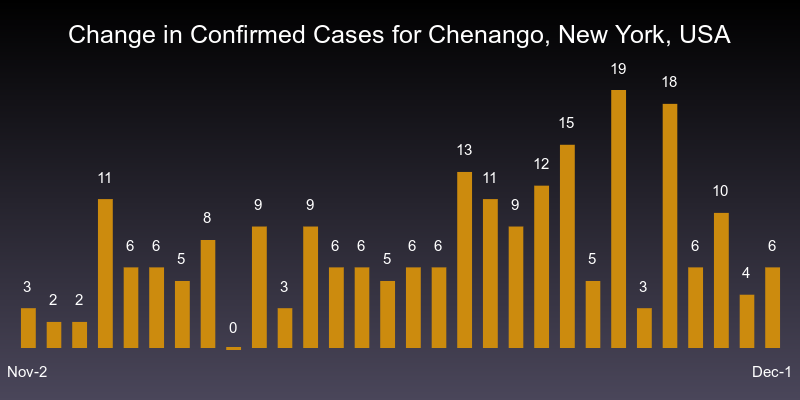 Change in Confirmed Cases for Chenango, New York, USA
3 2 2 11 6 6 5 8 0 9 3 9 6 6 5 6 6 13 11 9 12 15 5 19 3 18 6 10 4 6
Nov-2 Dec-1